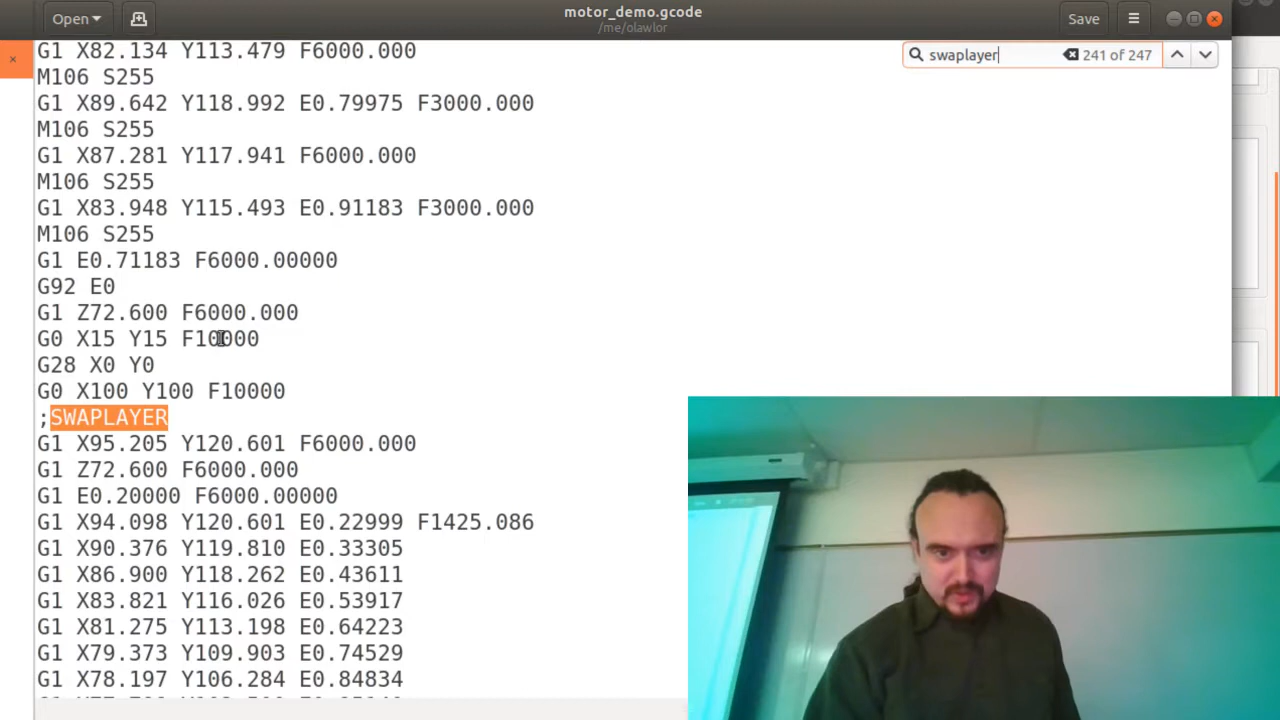 Open
motor_demo.gcode
/me/olawlor
Save
swaplayer
241 of 247
G1 X82.134 Y113.479 F6000.000
M106 S255
G1 X89.642 Y118.992 E0.79975 F3000.000
M106 S255
G1 X87.281 Y117.941 F6000.000
M106 S255
G1 X83.948 Y115.493 E0.91183 F3000.000
M106 S255
G1 E0.71183 F6000.00000
G92 E0
G1 Z72.600 F6000.000
G0 X15 Y15 F10000
G28 X0 Y0
G0 X100 Y100 F10000
;SWAPLAYER
G1 X95.205 Y120.601 F6000.000
G1 Z72.600 F6000.000
G1 E0.20000 F6000.00000
G1 X94.098 Y120.601 E0.22999 F1425.086
G1 X90.376 Y119.810 E0.33305
G1 X86.900 Y118.262 E0.43611
G1 X83.821 Y116.026 E0.53917
G1 X81.275 Y113.198 E0.64223
G1 X79.373 Y109.903 E0.74529
G1 X78.197 Y106.284 E0.84834